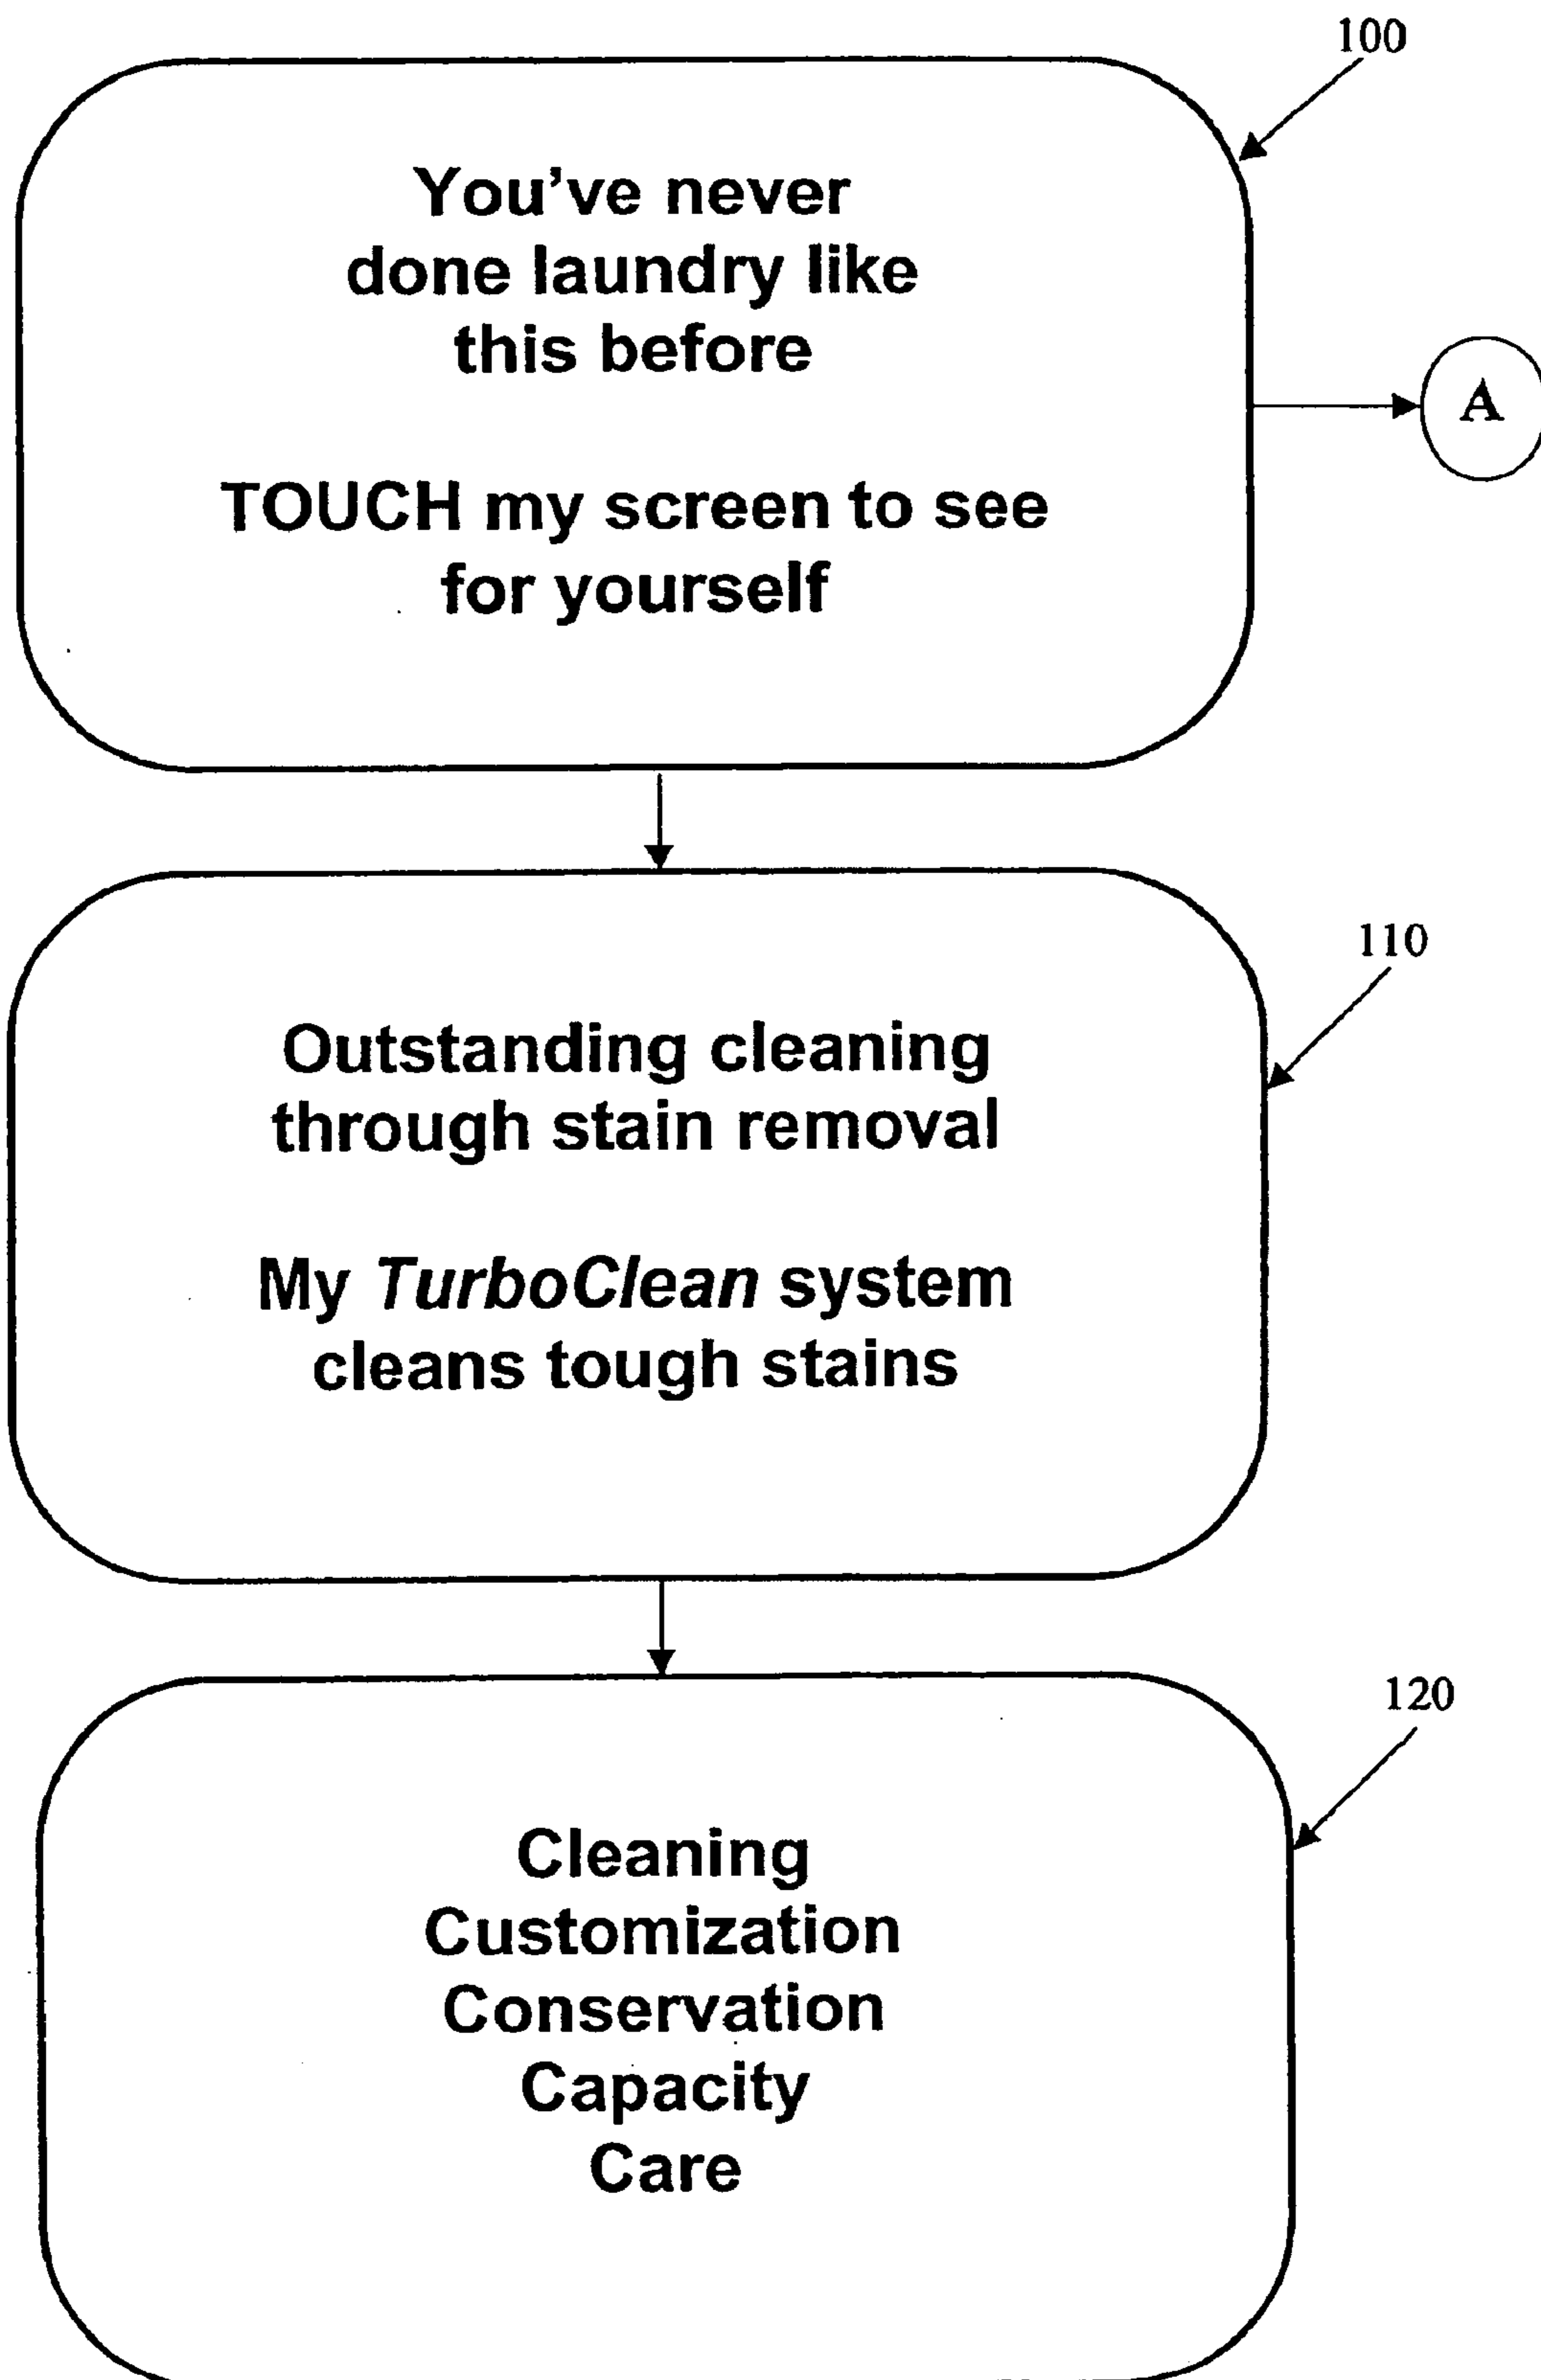 100
You've never
done laundry like
this before
TOUCH my screen to see
for yourself
A
110
Outstanding cleaning
through stain removal
My TurboClean system
cleans tough stains
120
Cleaning
Customization
Conservation
Capacity
Care